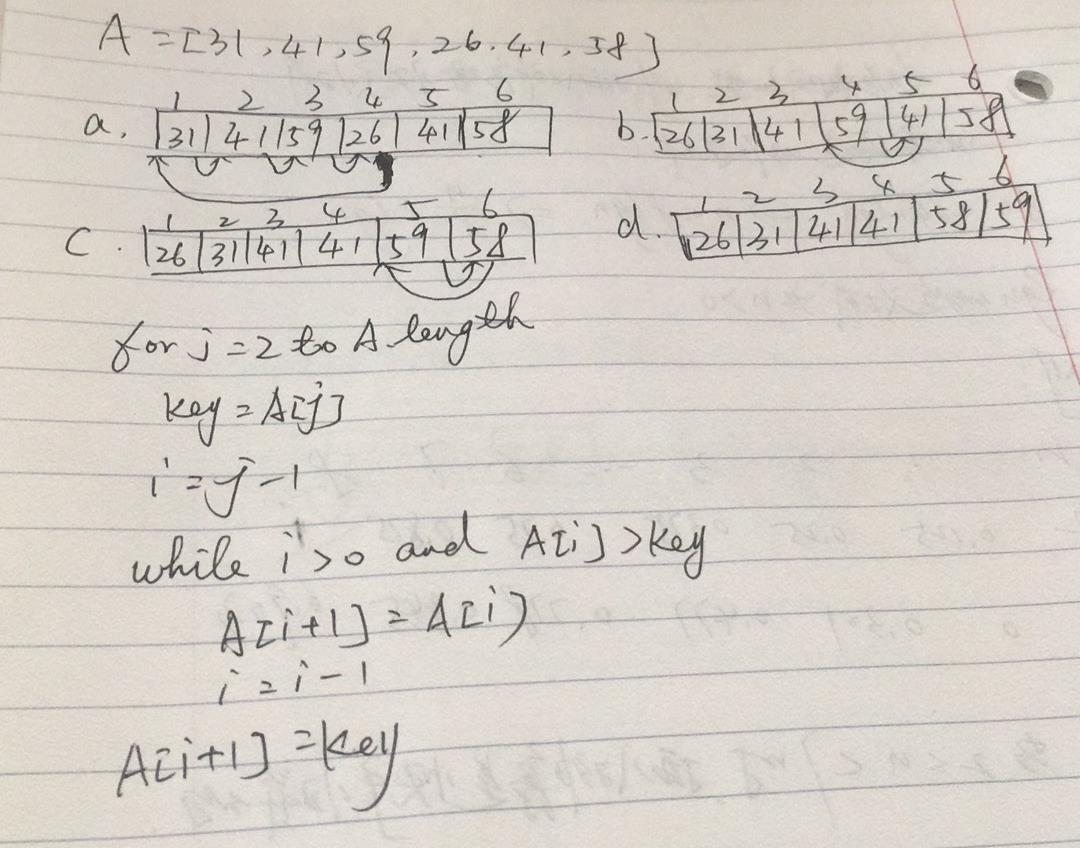 A = [31, 41, 59, 26. 41, 58]
1 2 3 4 5 6
a. 31 41 59 26 41 58
1 2 3 4 5 6
b. 26 31 41 59 41 58
1 2 3 4 5 6
c. 26 31 41 41 59 58
1 2 3 4 5 6
d. 26 31 41 41 58 59
for j = 2 to A.length
key = A[j]
i = j - 1
while i > 0 and A[i] > key
A[i+1] = A[i]
i = i - 1
A[i+1] = key